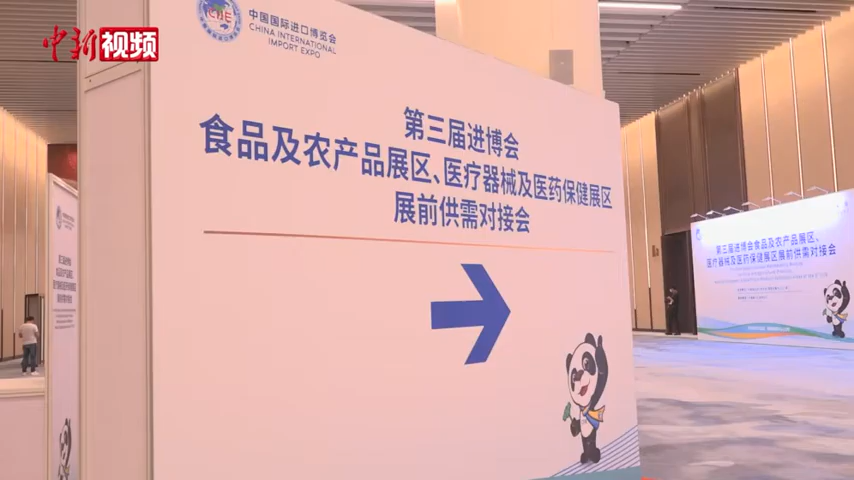 中新视频
CIIE
中国国际进口博览会
CHINA INTERNATIONAL
IMPORT EXPO
第三届进博会
食品及农产品展区、医疗器械及医药保健展区
展前供需对接会
第三届进博会食品及农产品展区、
医疗器械及医药保健展区展前供需对接会